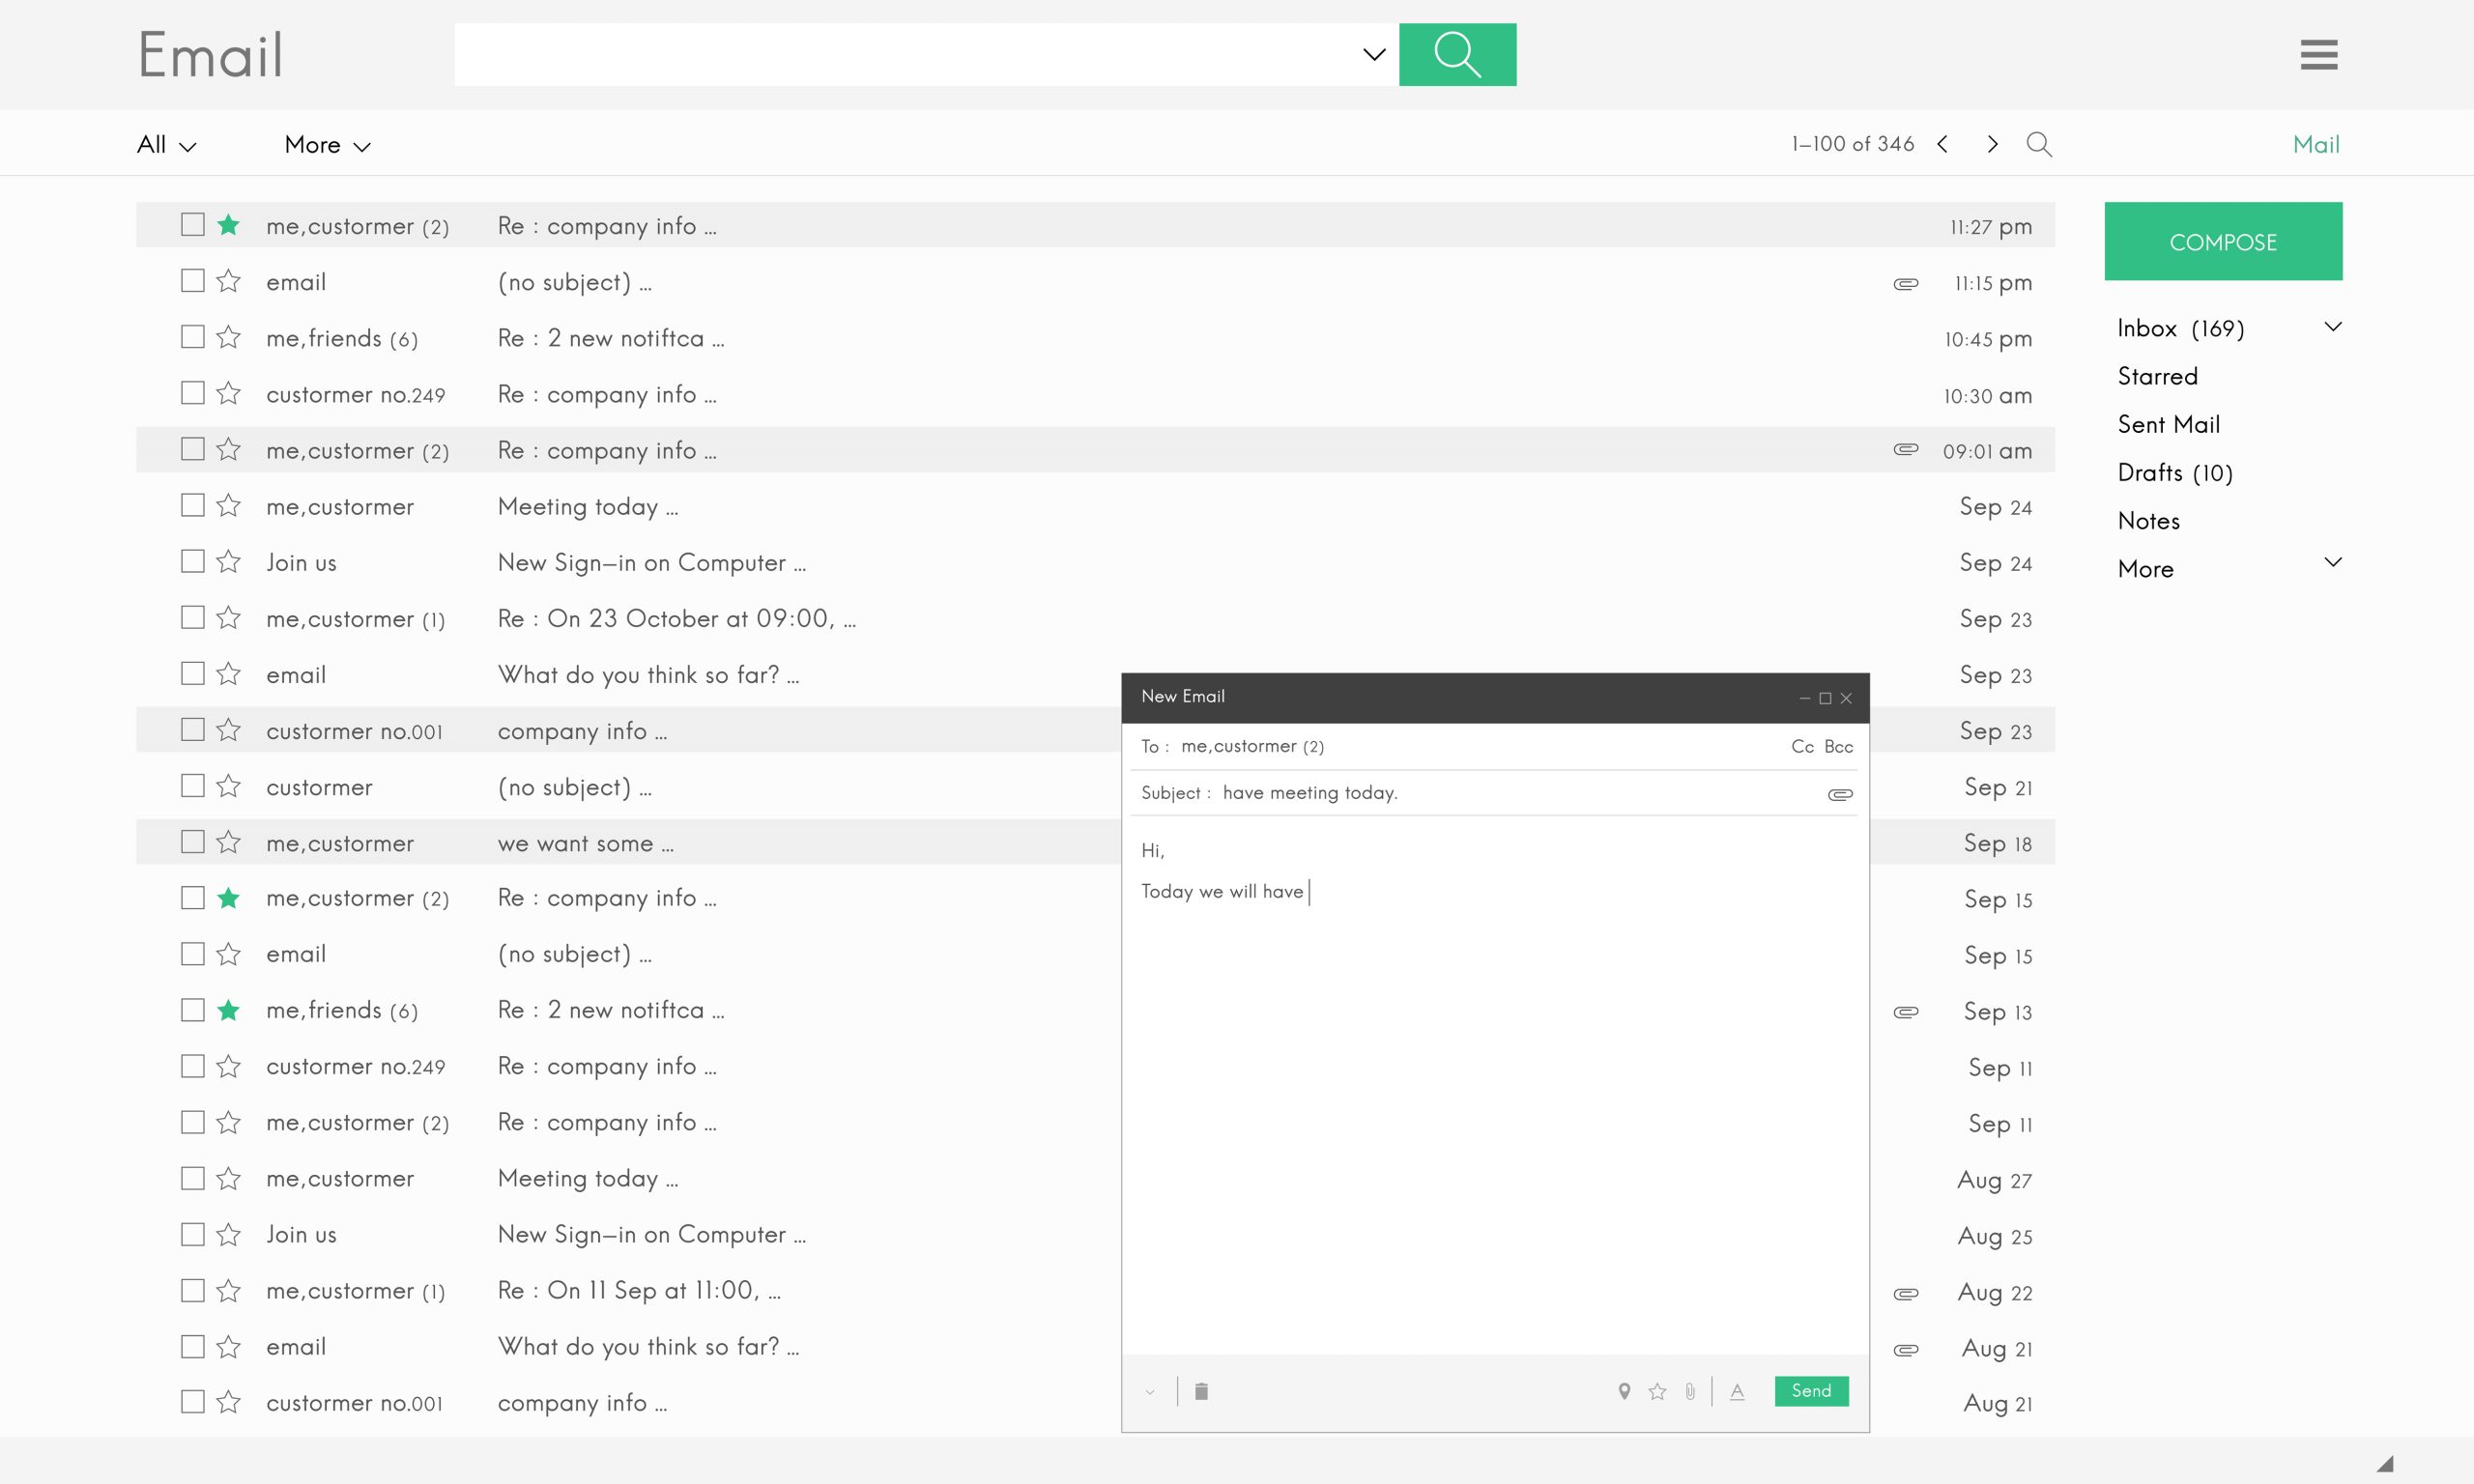 Email
All More 1–100 of 346 Mail
me,custormer (2) Re : company info ... 11:27 pm
email (no subject) ... 11:15 pm
me,friends (6) Re : 2 new notiftca ... 10:45 pm
custormer no.249 Re : company info ... 10:30 am
me,custormer (2) Re : company info ... 09:01 am
me,custormer Meeting today ... Sep 24
Join us New Sign–in on Computer ... Sep 24
me,custormer (1) Re : On 23 October at 09:00, ... Sep 23
email What do you think so far? ... Sep 23
custormer no.001 company info ... Sep 23
custormer (no subject) ... Sep 21
me,custormer we want some ... Sep 18
me,custormer (2) Re : company info ... Sep 15
email (no subject) ... Sep 15
me,friends (6) Re : 2 new notiftca ... Sep 13
custormer no.249 Re : company info ... Sep 11
me,custormer (2) Re : company info ... Sep 11
me,custormer Meeting today ... Aug 27
Join us New Sign–in on Computer ... Aug 25
me,custormer (1) Re : On 11 Sep at 11:00, ... Aug 22
email What do you think so far? ... Aug 21
custormer no.001 company info ... Aug 21
COMPOSE
Inbox (169)
Starred
Sent Mail
Drafts (10)
Notes
More
New Email
To : me,custormer (2) Cc Bcc
Subject : have meeting today.
Hi,
Today we will have
A Send